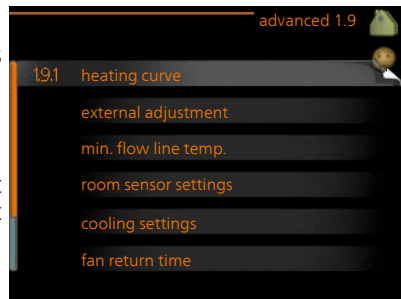 advanced 1.9
1.9.1 heating curve
external adjustment
min. flow line temp.
room sensor settings
cooling settings
fan return time